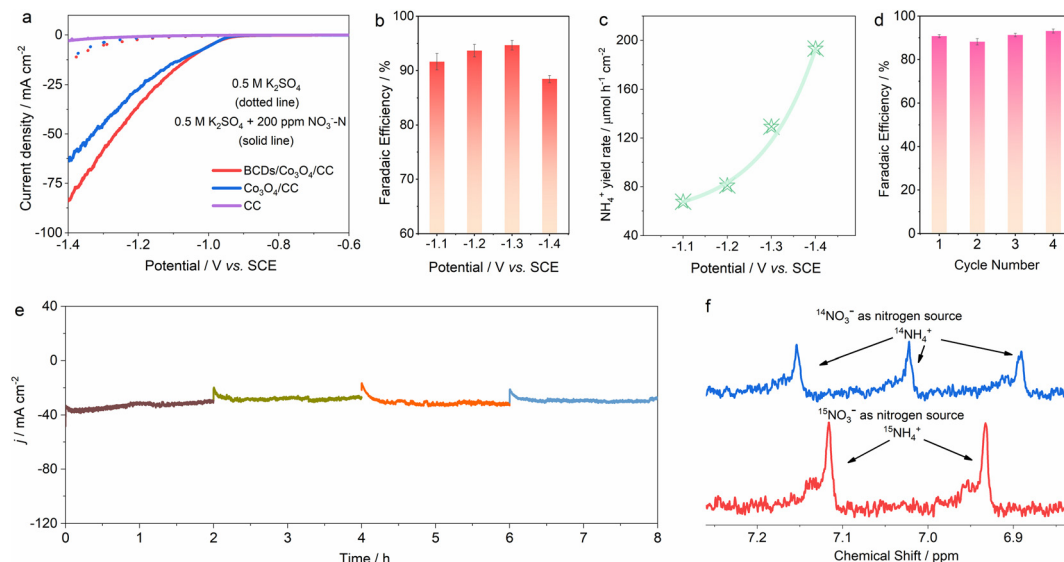 a
Current density / mA cm⁻²
0
-25
-50
-75
-100
0.5 M K₂SO₄
(dotted line)
0.5 M K₂SO₄ + 200 ppm NO₃⁻-N
(solid line)
BCDs/Co₃O₄/CC
Co₃O₄/CC
CC
-1.4 -1.2 -1.0 -0.8 -0.6
Potential / V vs. SCE
b
Faradaic Efficiency / %
100
90
80
70
60
-1.1 -1.2 -1.3 -1.4
Potential / V vs. SCE
c
NH₄⁺ yield rate / μmol h⁻¹ cm⁻²
200
160
120
80
40
-1.1 -1.2 -1.3 -1.4
Potential / V vs. SCE
d
Faradaic Efficiency / %
100
80
60
40
20
0
1 2 3 4
Cycle Number
e
j / mA cm⁻²
40
0
-40
-80
-120
0 1 2 3 4 5 6 7 8
Time / h
f
¹⁴NO₃⁻ as nitrogen source
¹⁴NH₄⁺
¹⁵NO₃⁻ as nitrogen source
¹⁵NH₄⁺
7.2 7.1 7.0 6.9
Chemical Shift / ppm